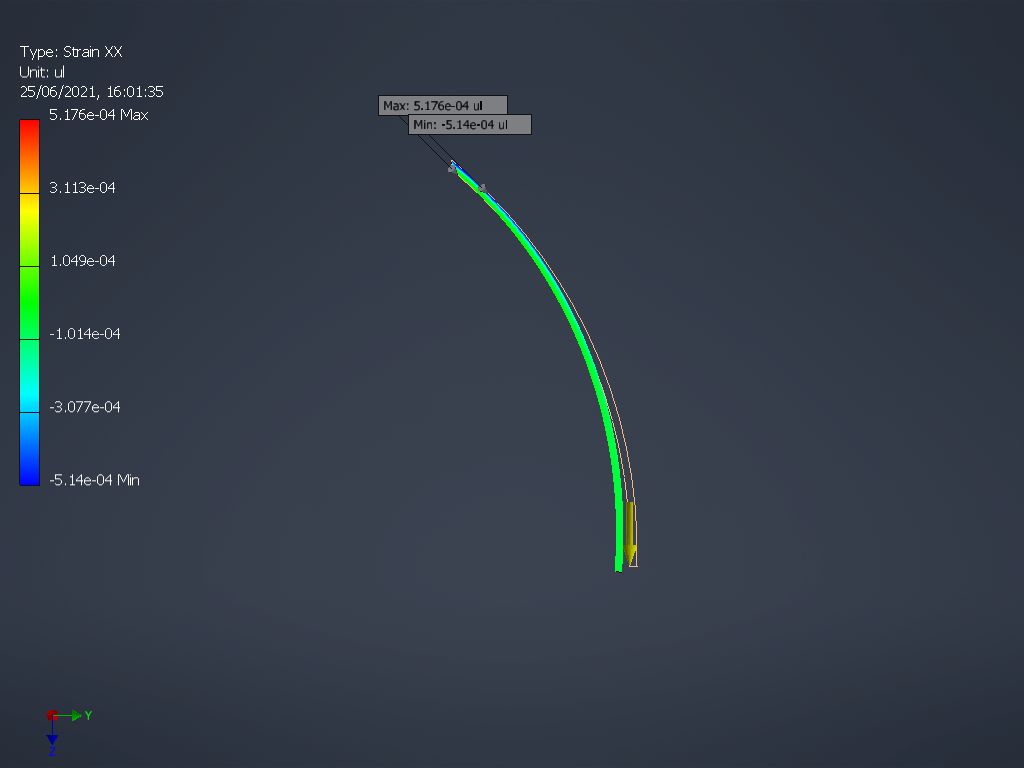 Type: Strain XX
Unit: ul
25/06/2021, 16:01:35
5.176e-04 Max
3.113e-04
1.049e-04
-1.014e-04
-3.077e-04
-5.14e-04 Min
Max: 5.176e-04 ul
Min: -5.14e-04 ul
Y
Z